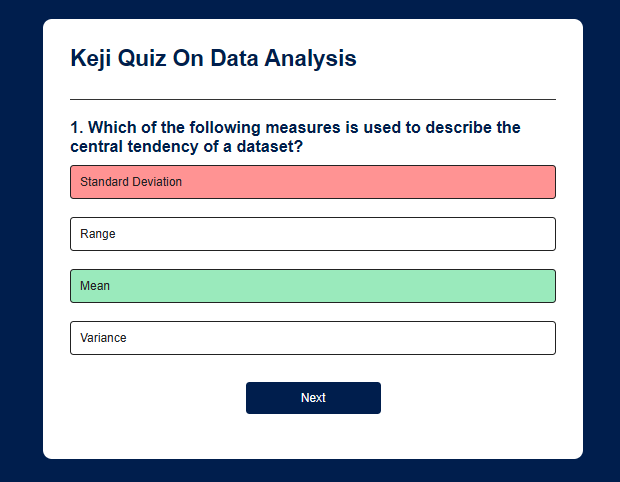 Keji Quiz On Data Analysis
1. Which of the following measures is used to describe the
central tendency of a dataset?
Standard Deviation
Range
Mean
Variance
Next